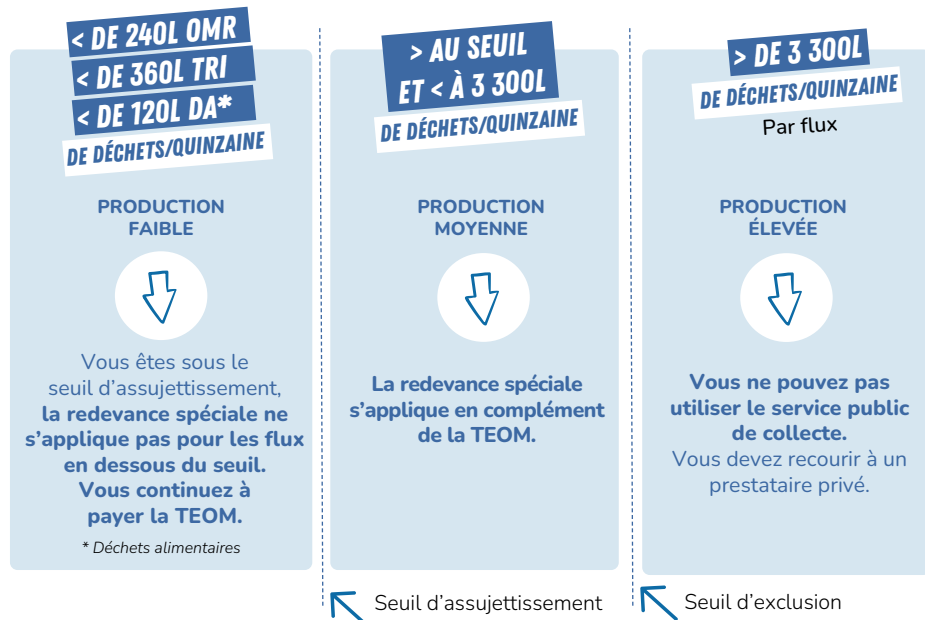 < DE 240L OMR
< DE 360L TRI
< DE 120L DA*
DE DÉCHETS/QUINZAINE
PRODUCTION
FAIBLE
Vous êtes sous le
seuil d'assujettissement,
la redevance spéciale ne
s'applique pas pour les flux
en dessous du seuil.
Vous continuez à
payer la TEOM.
* Déchets alimentaires
> AU SEUIL
ET < À 3 300L
DE DÉCHETS/QUINZAINE
PRODUCTION
MOYENNE
La redevance spéciale
s'applique en complément
de la TEOM.
> DE 3 300L
DE DÉCHETS/QUINZAINE
Par flux
PRODUCTION
ÉLEVÉE
Vous ne pouvez pas
utiliser le service public
de collecte.
Vous devez recourir à un
prestataire privé.
Seuil d'assujettissement
Seuil d'exclusion